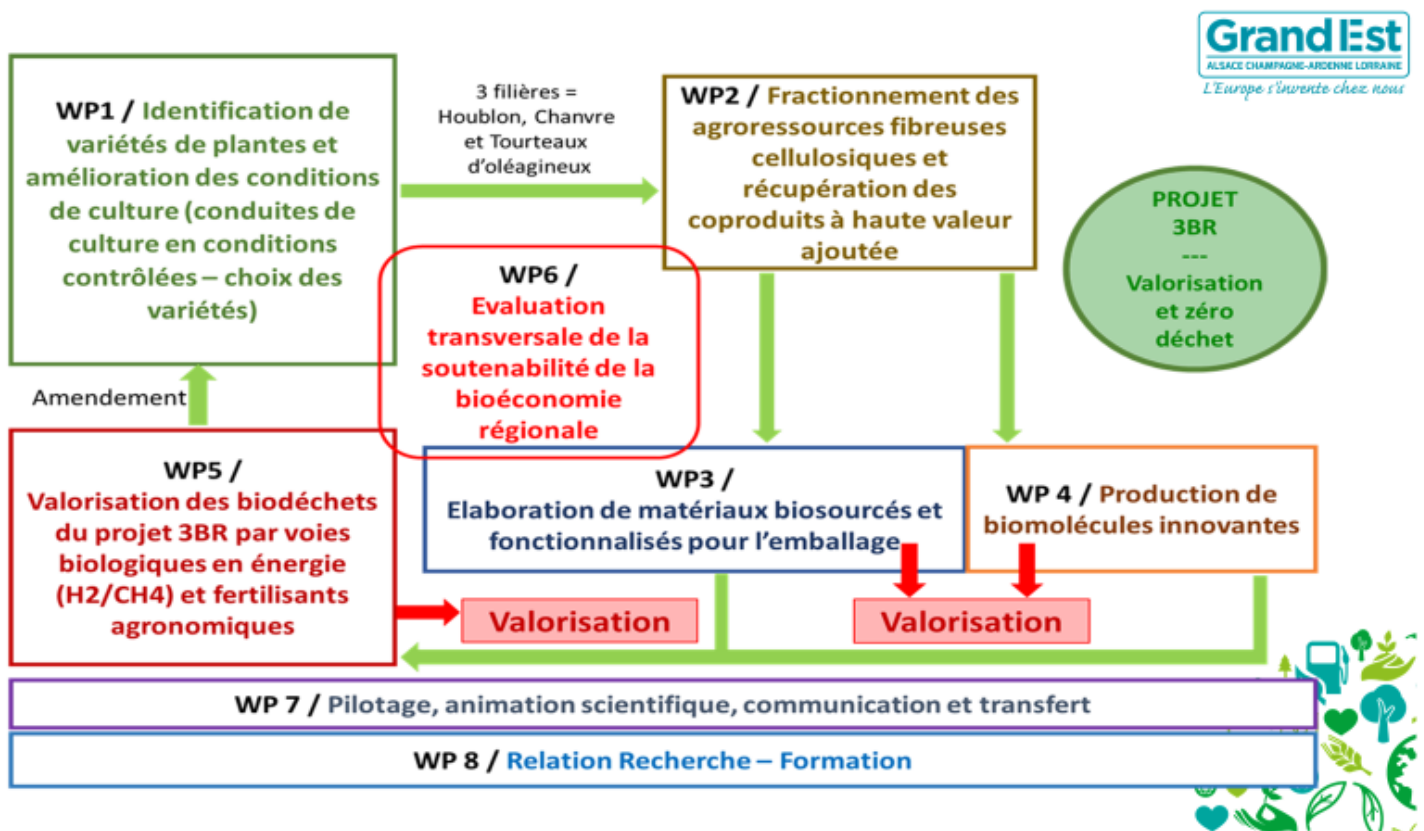 Grand Est
ALSACE CHAMPAGNE-ARDENNE LORRAINE
L'Europe s'invente chez nous
WP1 / Identification de
variétés de plantes et
amélioration des conditions
de culture (conduites de
culture en conditions
contrôlées – choix des
variétés)
3 filières =
Houblon, Chanvre
et Tourteaux
d'oléagineux
WP2 / Fractionnement des
agroressources fibreuses
cellulosiques et
récupération des
coproduits à haute valeur
ajoutée
PROJET
3BR
---
Valorisation
et zéro
déchet
WP6 /
Evaluation
transversale de la
soutenabilité de la
bioéconomie
régionale
Amendement
WP5 /
Valorisation des biodéchets
du projet 3BR par voies
biologiques en énergie
(H2/CH4) et fertilisants
agronomiques
WP3 /
Elaboration de matériaux biosourcés et
fonctionnalisés pour l'emballage
WP 4 / Production de
biomolécules innovantes
Valorisation
Valorisation
WP 7 / Pilotage, animation scientifique, communication et transfert
WP 8 / Relation Recherche – Formation